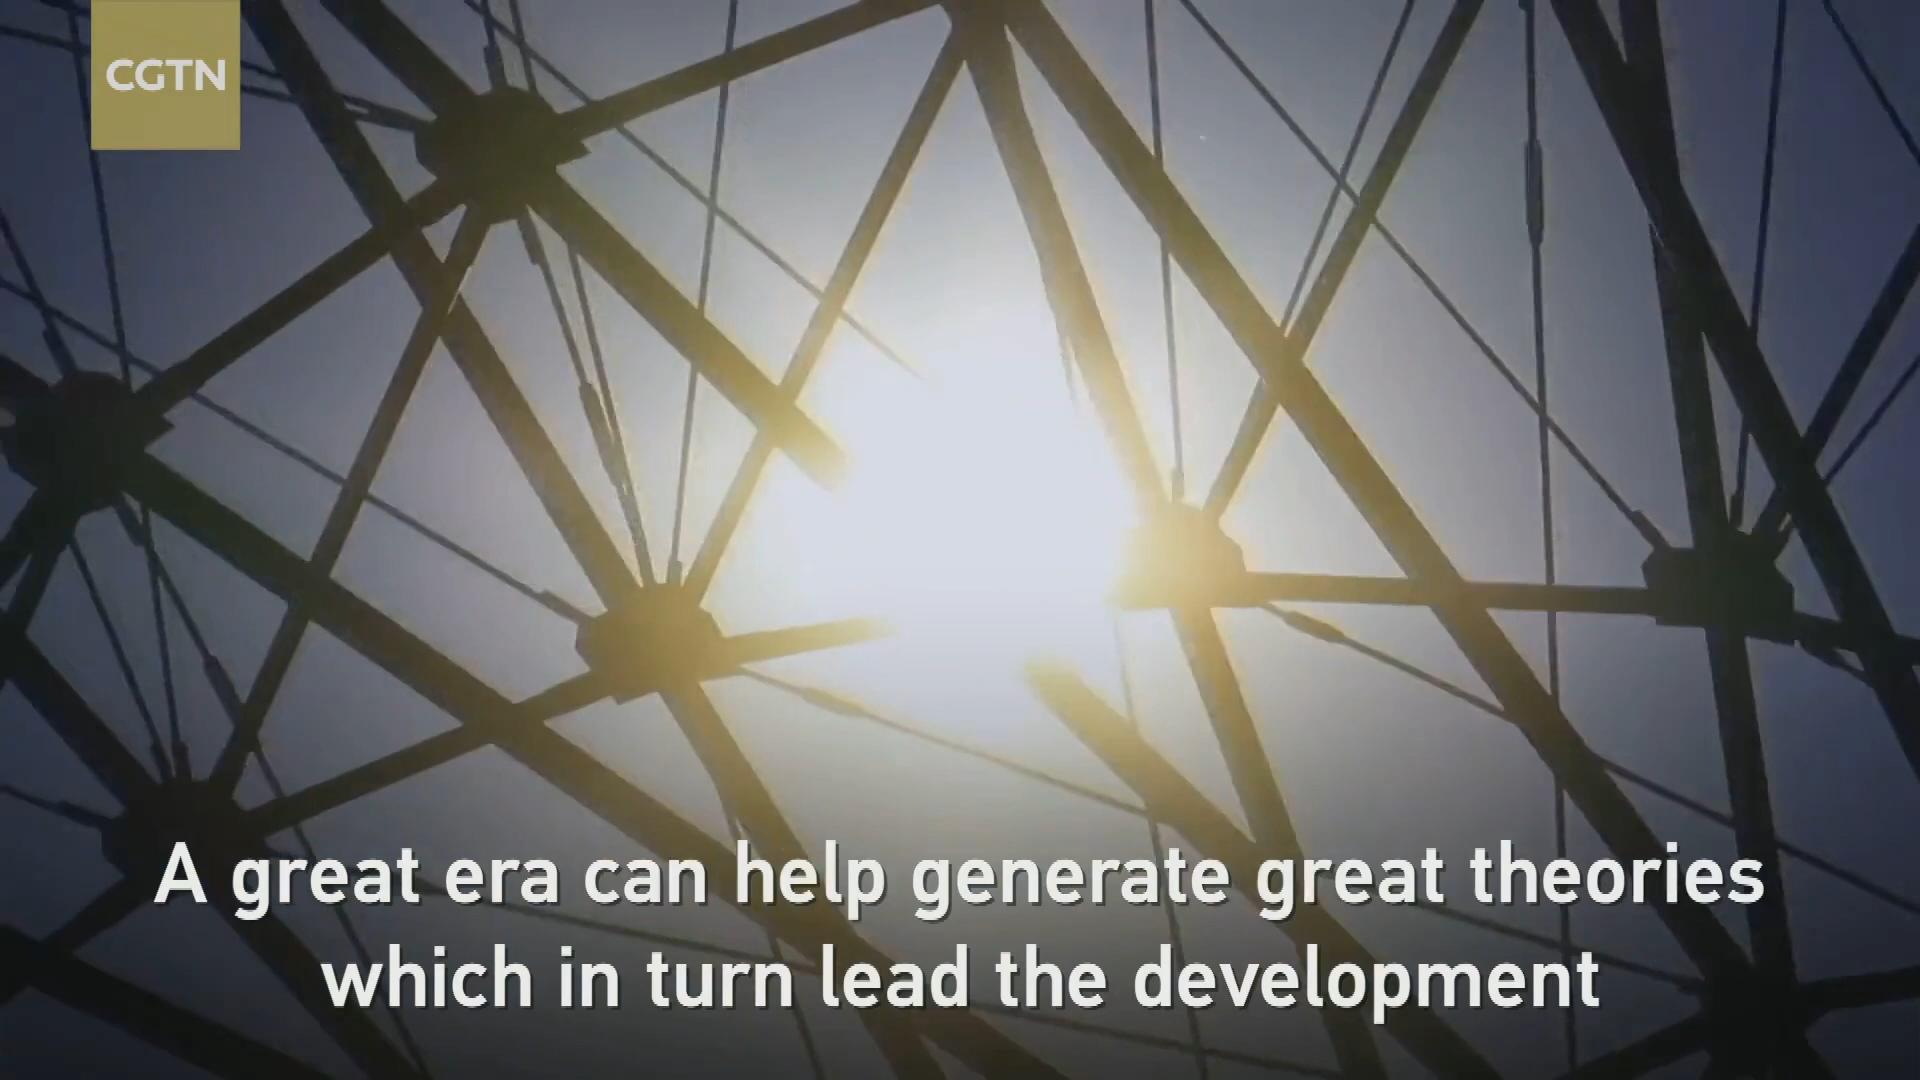 CGTN
A great era can help generate great theories
which in turn lead the development